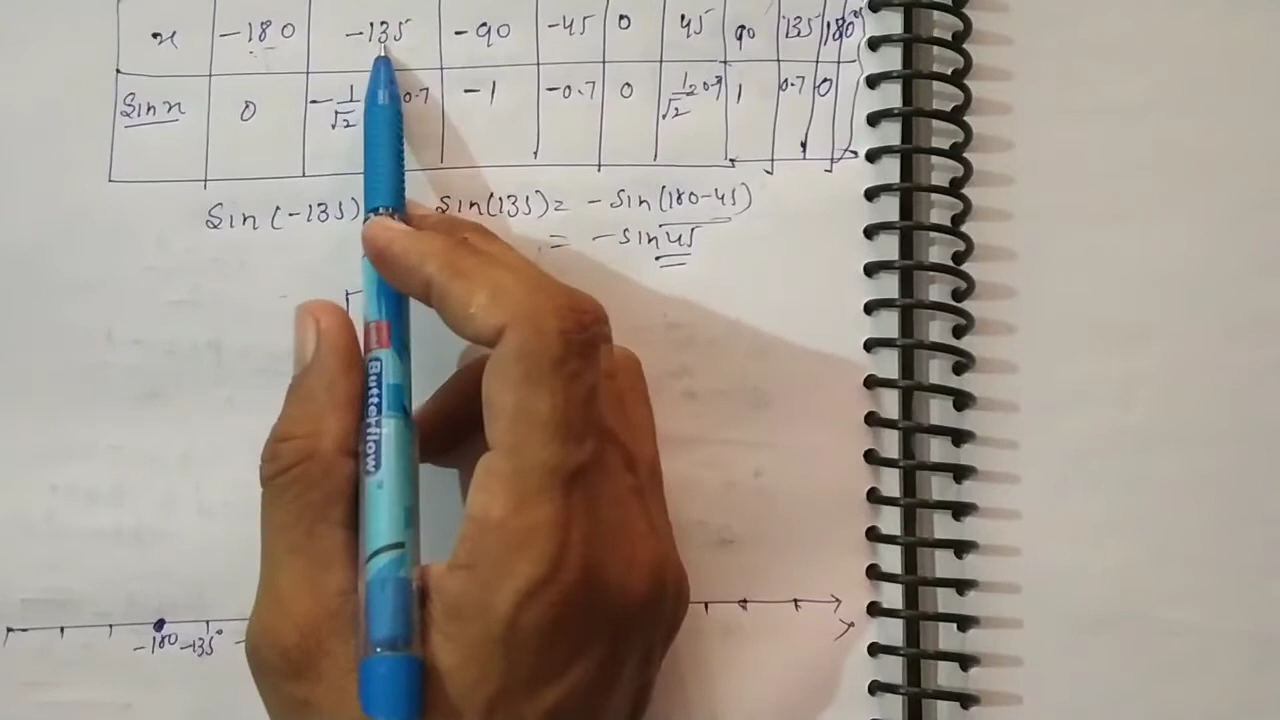 x -180 -135 -90 -45 0 45 90 135 180°
Sin x 0 -1/√2 0.7 -1 -0.7 0 1/√2 0.7 1 0.7 0
Sin(-135) Sin(135) = -Sin(180-45)
= -Sin45
Butterflow
-180 -135°
y